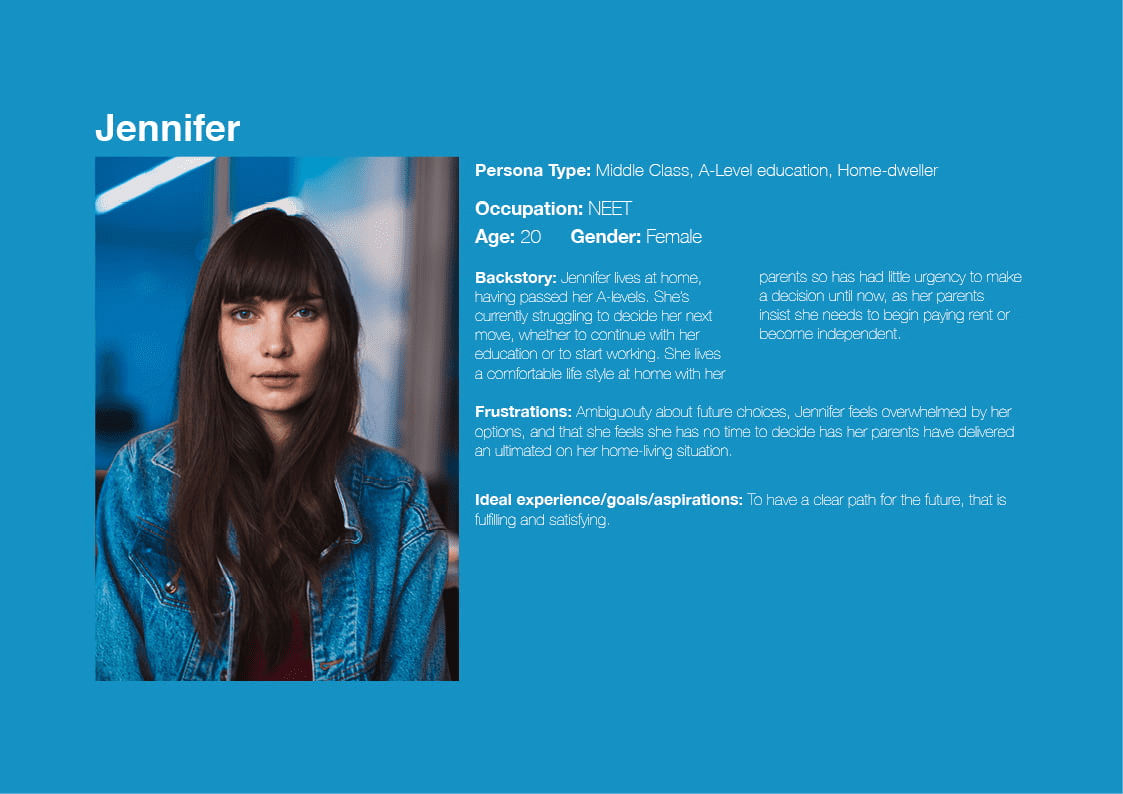 Jennifer
Persona Type: Middle Class, A-Level education, Home-dweller
Occupation: NEET
Age: 20 Gender: Female
Backstory: Jennifer lives at home,
having passed her A-levels. She's
currently struggling to decide her next
move, whether to continue with her
education or to start working. She lives
a comfortable life style at home with her
parents so has had little urgency to make
a decision until now, as her parents
insist she needs to begin paying rent or
become independent.
Frustrations: Ambiguouty about future choices, Jennifer feels overwhelmed by her
options, and that she feels she has no time to decide has her parents have delivered
an ultimated on her home-living situation.
Ideal experience/goals/aspirations: To have a clear path for the future, that is
fulfilling and satisfying.